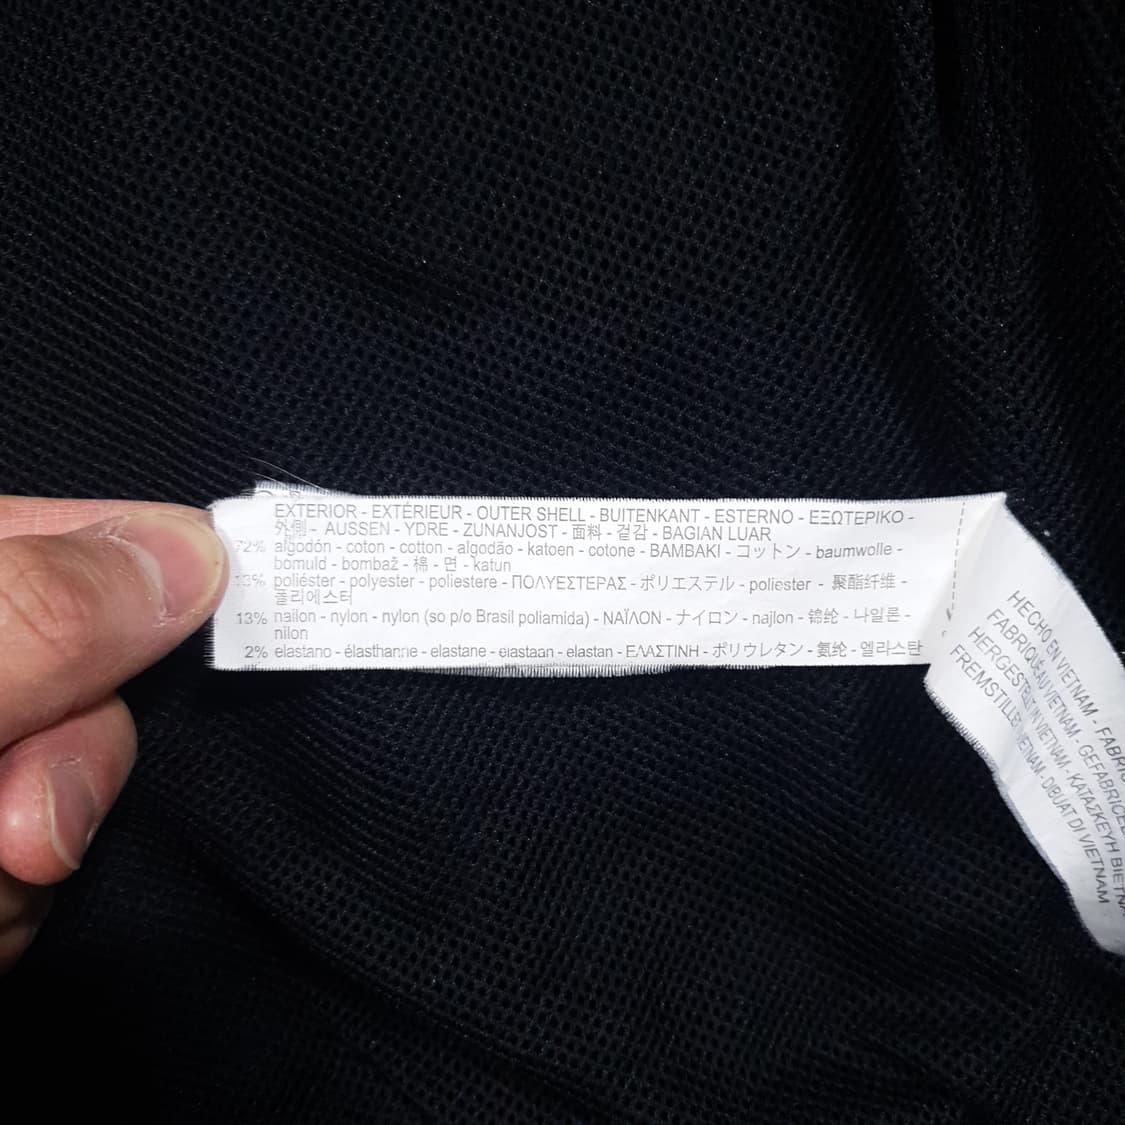 EXTERIOR - EXTÉRIEUR - OUTER SHELL - BUITENKANT - ESTERNO - ΕΞΩΤΕΡΙΚΟ -
外側 - AUSSEN - YDRE - ZUNANJOST - 面料 - 겉감 - BAGIAN LUAR
72% algodón - coton - cotton - algodão - katoen - cotone - BAMBAKI - コットン - baumwolle -
bomuld - bombaž - 棉 - 면 - katun
13% poliéster - polyester - poliestere - ΠΟΛΥΕΣΤΕΡΑΣ - ポリエステル - poliester - 聚酯纤维 -
폴리에스터
13% nailon - nylon - nylon (so p/o Brasil poliamida) - ΝΑΪΛΟΝ - ナイロン - najlon - 锦纶 - 나일론 -
nilon
2% elastano - élasthanne - elastane - elastaan - elastan - ΕΛΑΣΤΙΝΗ - ポリウレタン - 氨纶 - 엘라스탄
HECHO EN VIETNAM - FABRIC
FABRIQUÉ AU VIETNAM - GEFABRICEE
HERGESTELLT IN VIETNAM - ΚΑΤΑΣΚΕΥΗ ΒΙΕΤΝΑ
FREMSTILLET VIETNAM - DIBUAT DI VIETNAM